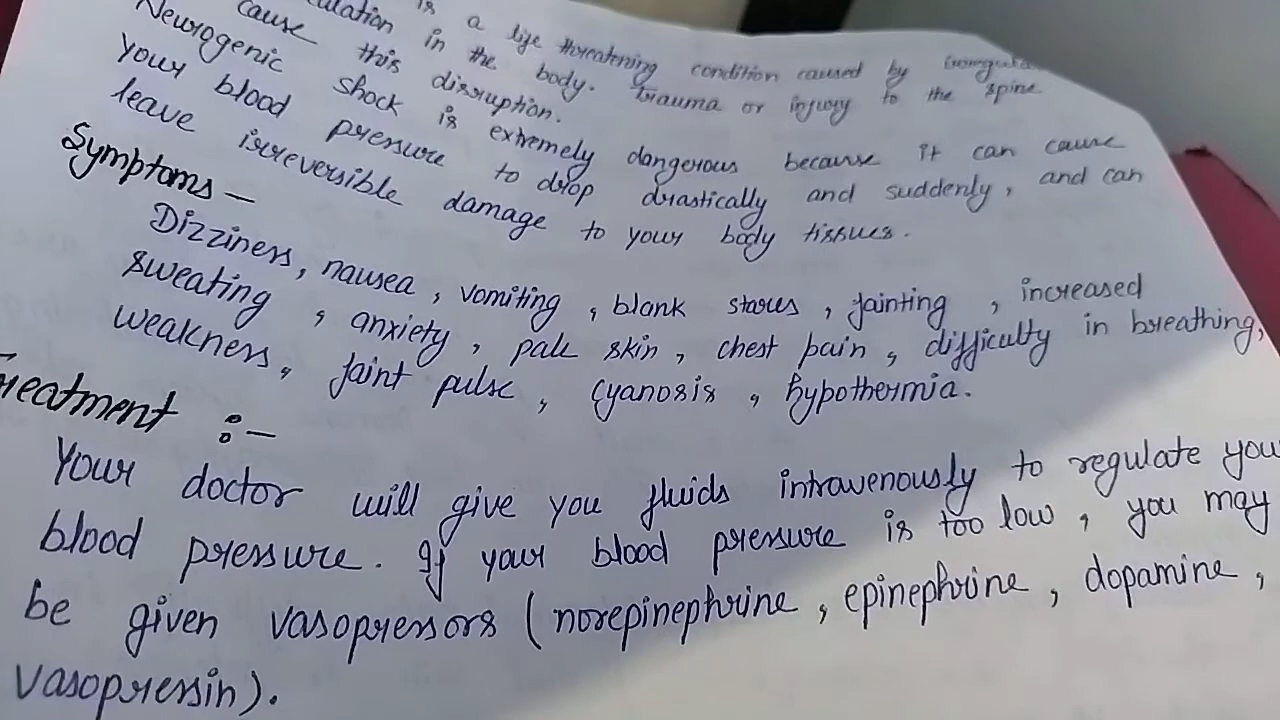 is a life threatening condition caused by
in the body. Trauma or injury to the spine
cause this disruption.
Neurogenic shock is extremely dangerous because it can cause
your blood pressure to drop drastically and suddenly, and can
leave irreversible damage to your body tissues.
Symptoms –
Dizziness, nausea, vomiting, blank stares, fainting, increased
sweating, anxiety, pale skin, chest pain, difficulty in breathing,
weakness, faint pulse, cyanosis, hypothermia.
Treatment :-
Your doctor will give you fluids intravenously to regulate you
blood pressure. If your blood pressure is too low, you may
be given vasopressors (norepinephrine, epinephrine, dopamine,
vasopressin).